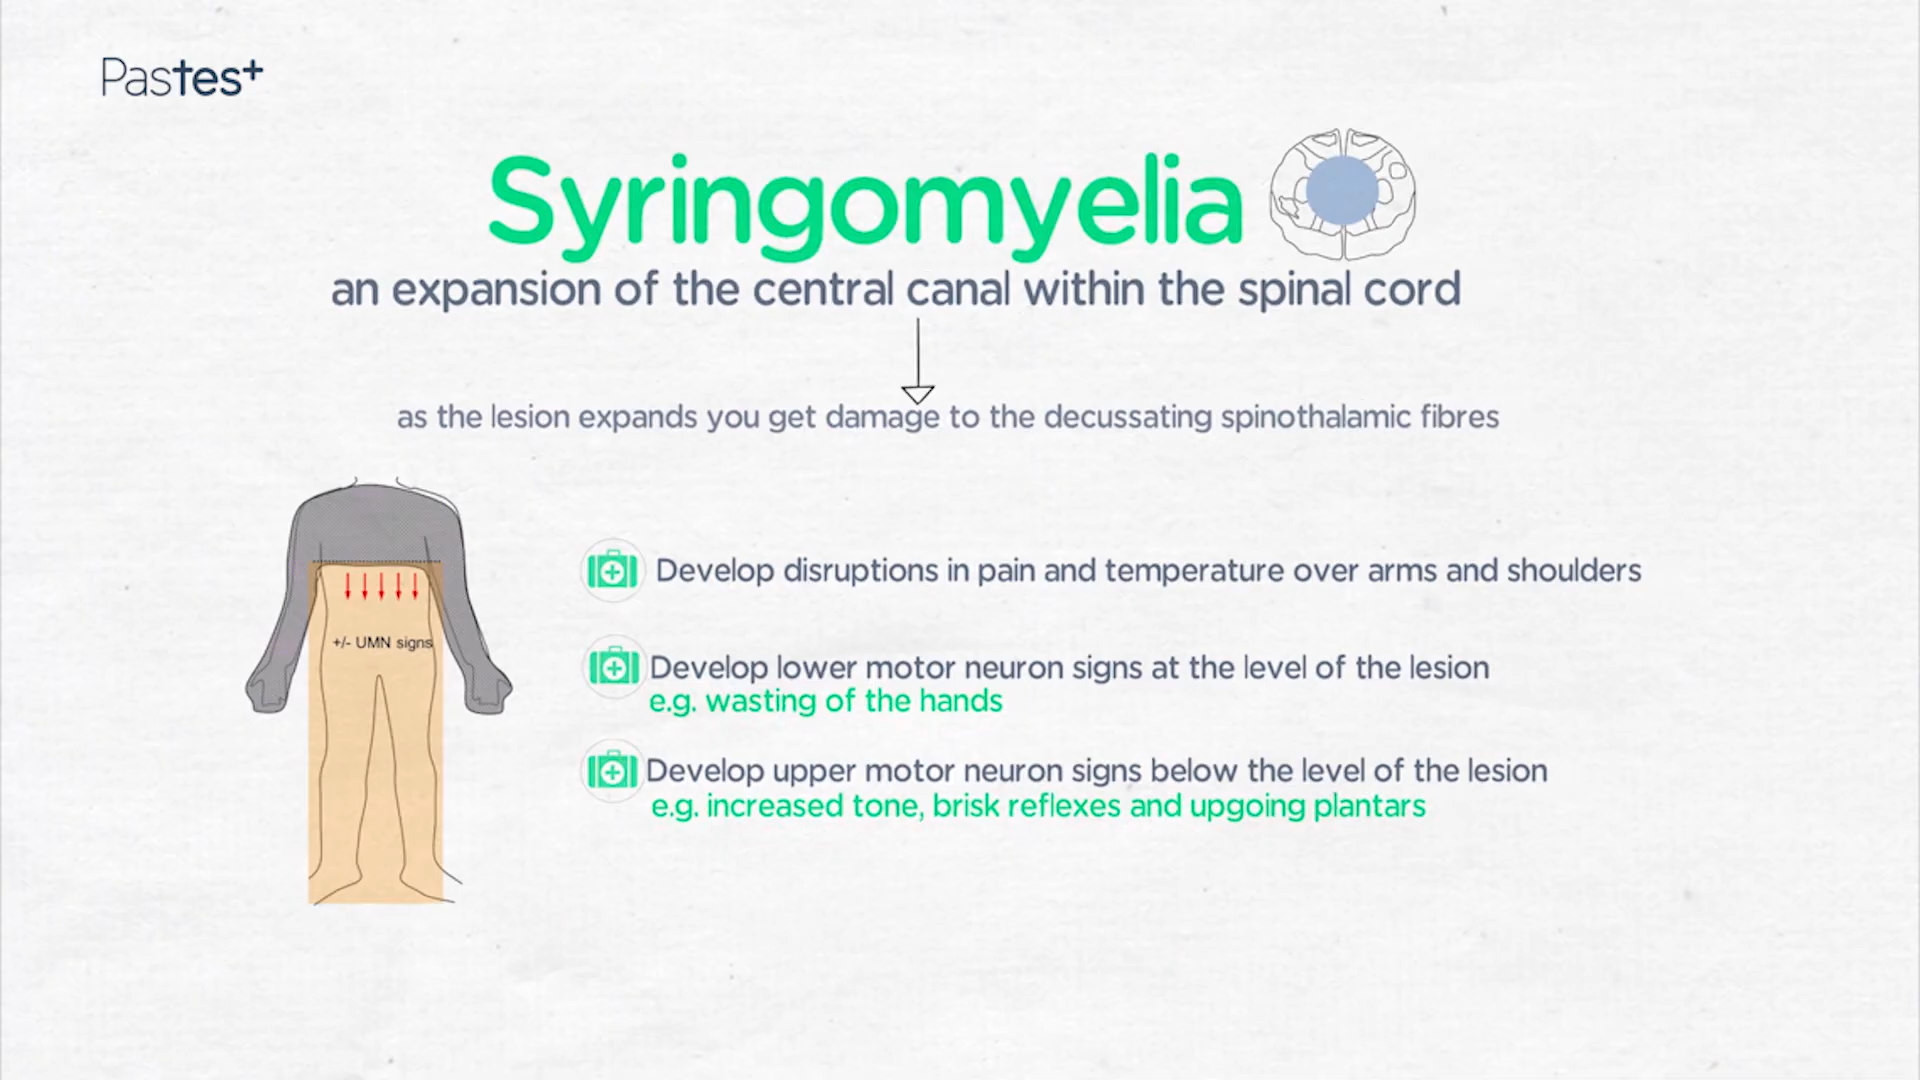 Pastest
Syringomyelia
an expansion of the central canal within the spinal cord
as the lesion expands you get damage to the decussating spinothalamic fibres
Develop disruptions in pain and temperature over arms and shoulders
+/- UMN signs
Develop lower motor neuron signs at the level of the lesion
e.g. wasting of the hands
Develop upper motor neuron signs below the level of the lesion
e.g. increased tone, brisk reflexes and upgoing plantars